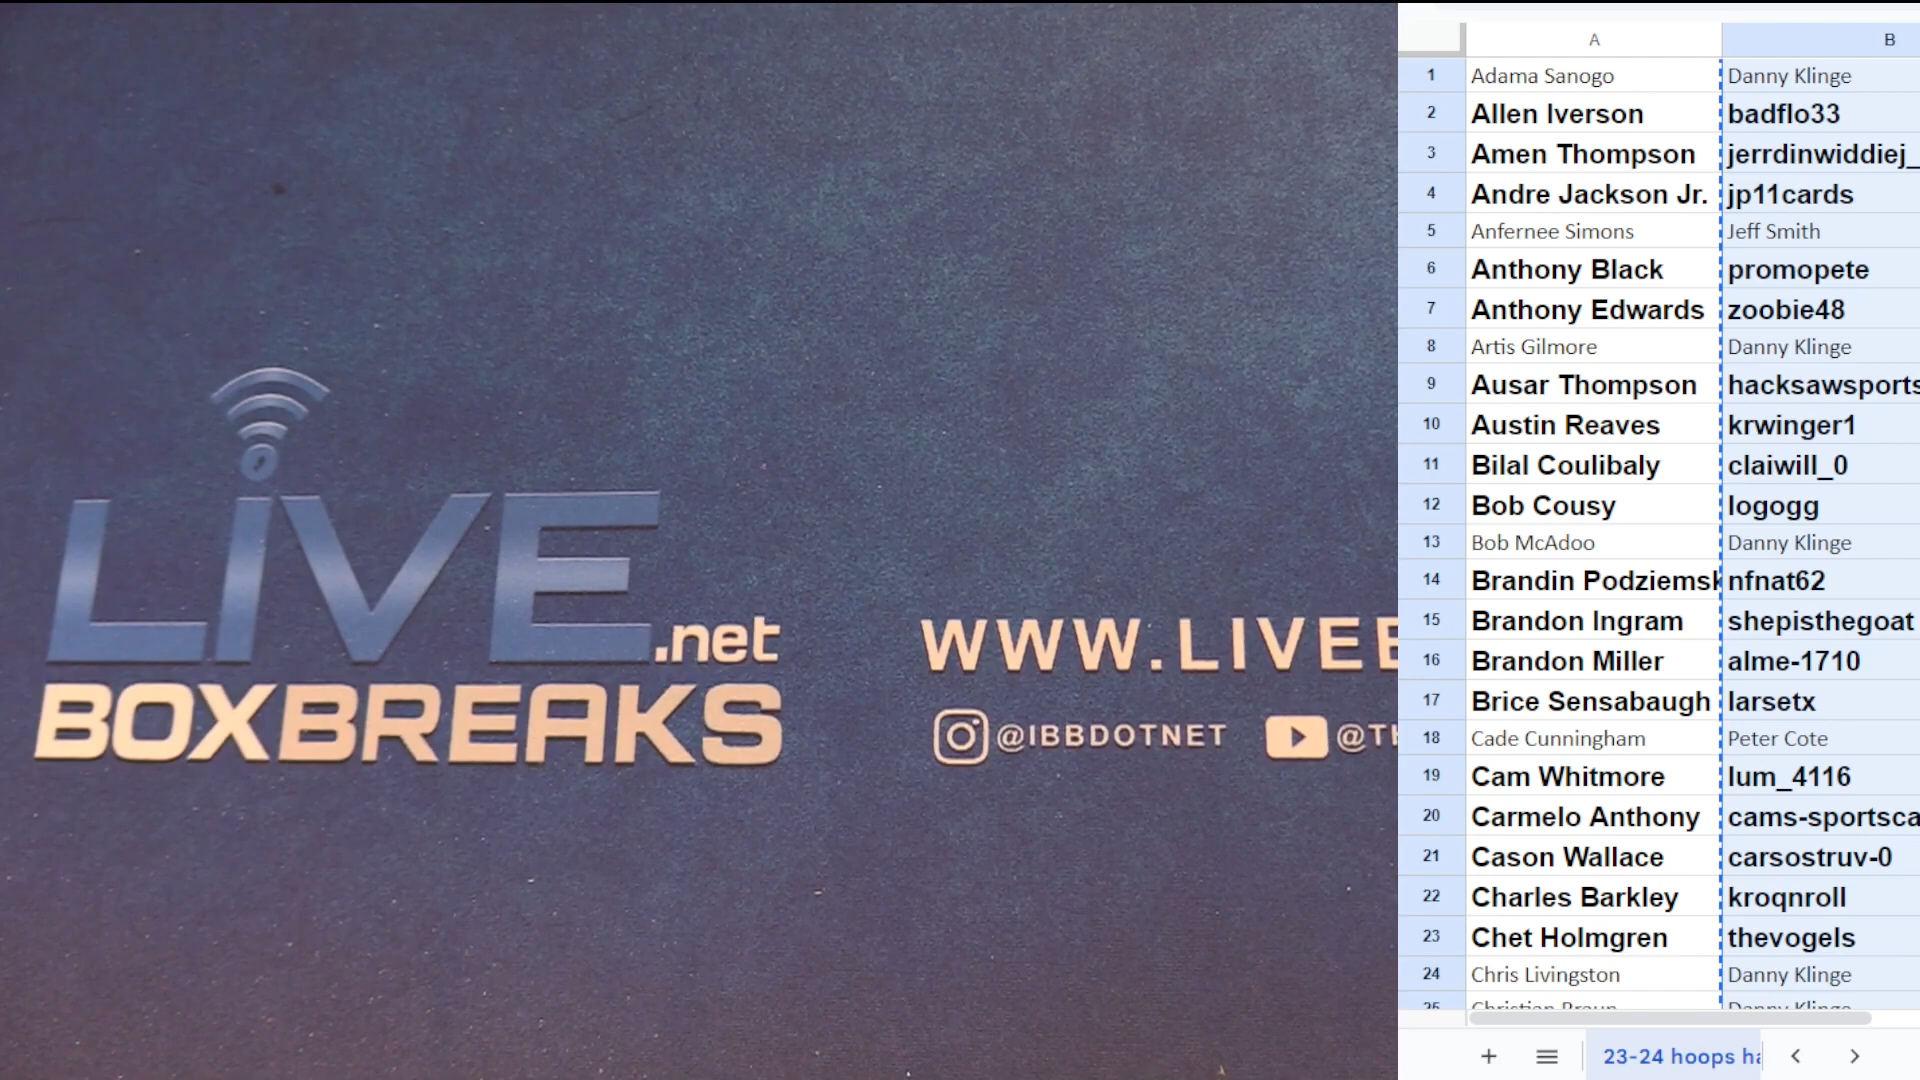 LIVE
.net
BOXBREAKS
@IBBDOTNET
A B
1 Adama Sanogo Danny Klinge
2 Allen Iverson badflo33
3 Amen Thompson jerrdinwiddiej_
4 Andre Jackson Jr. jp11cards
5 Anfernee Simons Jeff Smith
6 Anthony Black promopete
7 Anthony Edwards zoobie48
8 Artis Gilmore Danny Klinge
9 Ausar Thompson hacksawsports
10 Austin Reaves krwinger1
11 Bilal Coulibaly claiwill_0
12 Bob Cousy logogg
13 Bob McAdoo Danny Klinge
14 Brandin nfnat62
15 Brandon Ingram shepisthegoat
16 Brandon Miller alme-1710
17 Brice Sensabaugh larsetx
18 Cade Cunningham Peter Cote
19 Cam Whitmore lum_4116
20 Carmelo Anthony cams-sportsca
21 Cason Wallace carsostruv-0
22 Charles Barkley kroqnroll
23 Chet Holmgren thevogels
24 Chris Livingston Danny Klinge
23-24 hoops